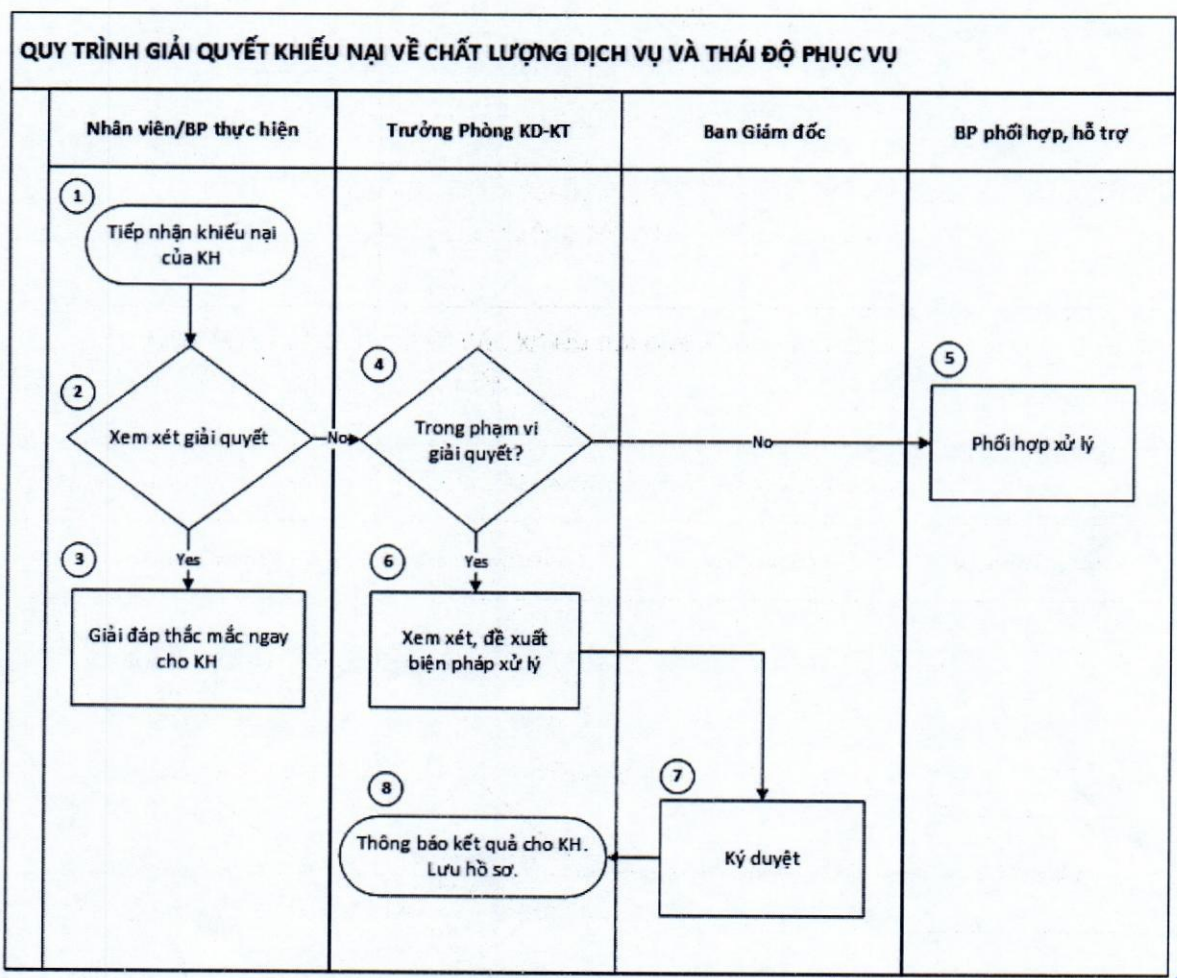 QUY TRÌNH GIẢI QUYẾT KHIẾU NẠI VỀ CHẤT LƯỢNG DỊCH VỤ VÀ THÁI ĐỘ PHỤC VỤ
Nhân viên/BP thực hiện
Trưởng Phòng KD-KT
Ban Giám đốc
BP phối hợp, hỗ trợ
1
Tiếp nhận khiếu nại
của KH
2
Xem xét giải quyết
No
4
Trong phạm vi
giải quyết?
No
5
Phối hợp xử lý
Yes
3
Giải đáp thắc mắc ngay
cho KH
Yes
6
Xem xét, đề xuất
biện pháp xử lý
7
Ký duyệt
8
Thông báo kết quả cho KH.
Lưu hồ sơ.